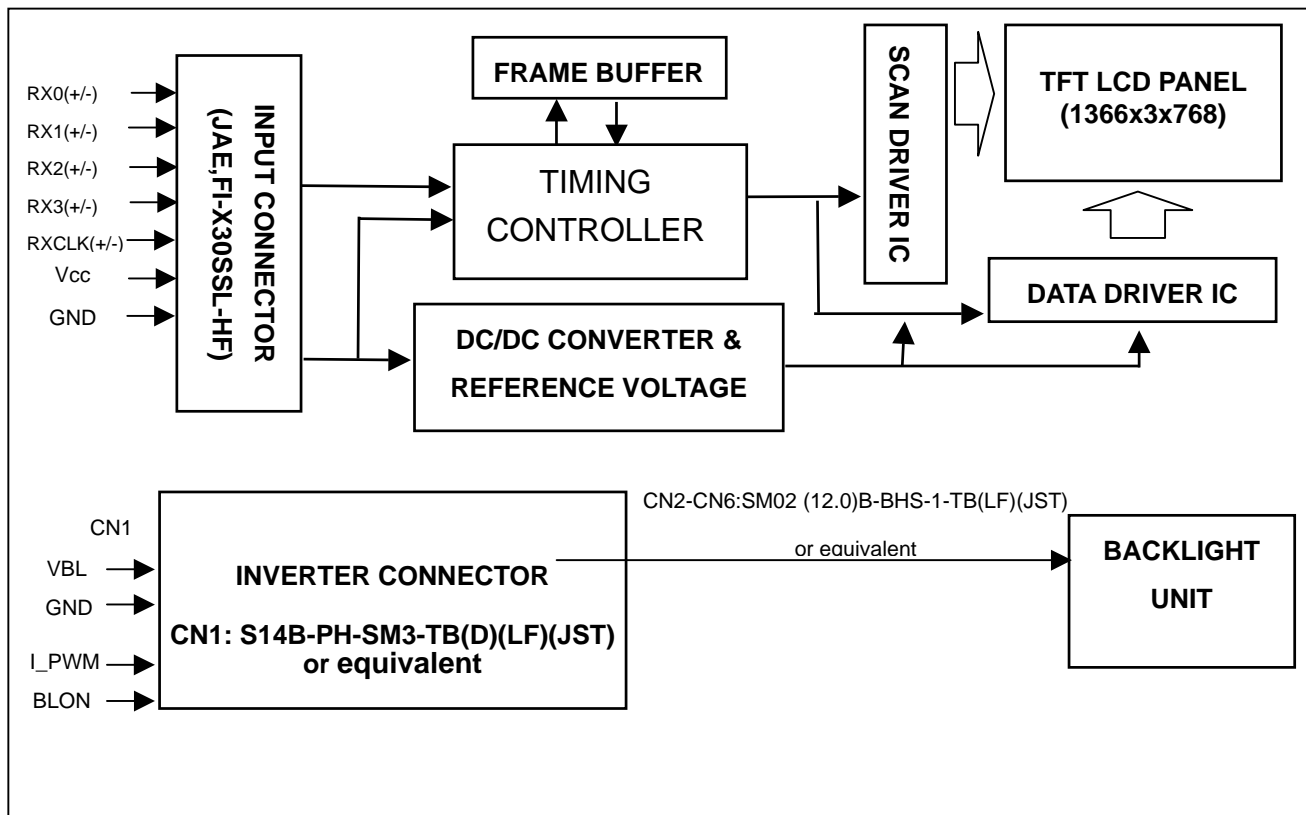 RX0(+/-)
RX1(+/-)
RX2(+/-)
RX3(+/-)
RXCLK(+/-)
Vcc
GND
INPUT CONNECTOR
(JAE,FI-X30SSL-HF)
FRAME BUFFER
TIMING
CONTROLLER
SCAN DRIVER IC
TFT LCD PANEL
(1366x3x768)
DATA DRIVER IC
DC/DC CONVERTER &
REFERENCE VOLTAGE
CN1
VBL
GND
I_PWM
BLON
INVERTER CONNECTOR
CN1: S14B-PH-SM3-TB(D)(LF)(JST)
or equivalent
CN2-CN6:SM02 (12.0)B-BHS-1-TB(LF)(JST)
or equivalent
BACKLIGHT
UNIT